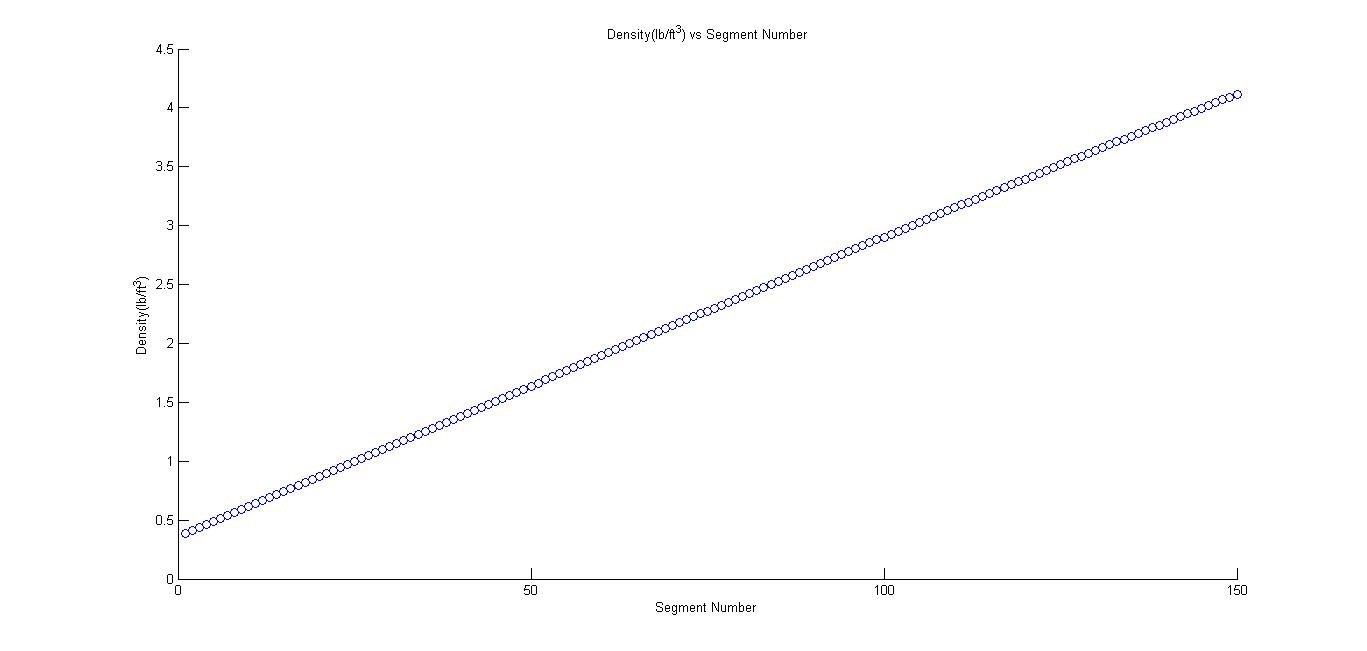 Density(lb/ft³) vs Segment Number
4.5
4
3.5
3
2.5
2
1.5
1
0.5
0
Density(lb/ft³)
0 50 100 150
Segment Number